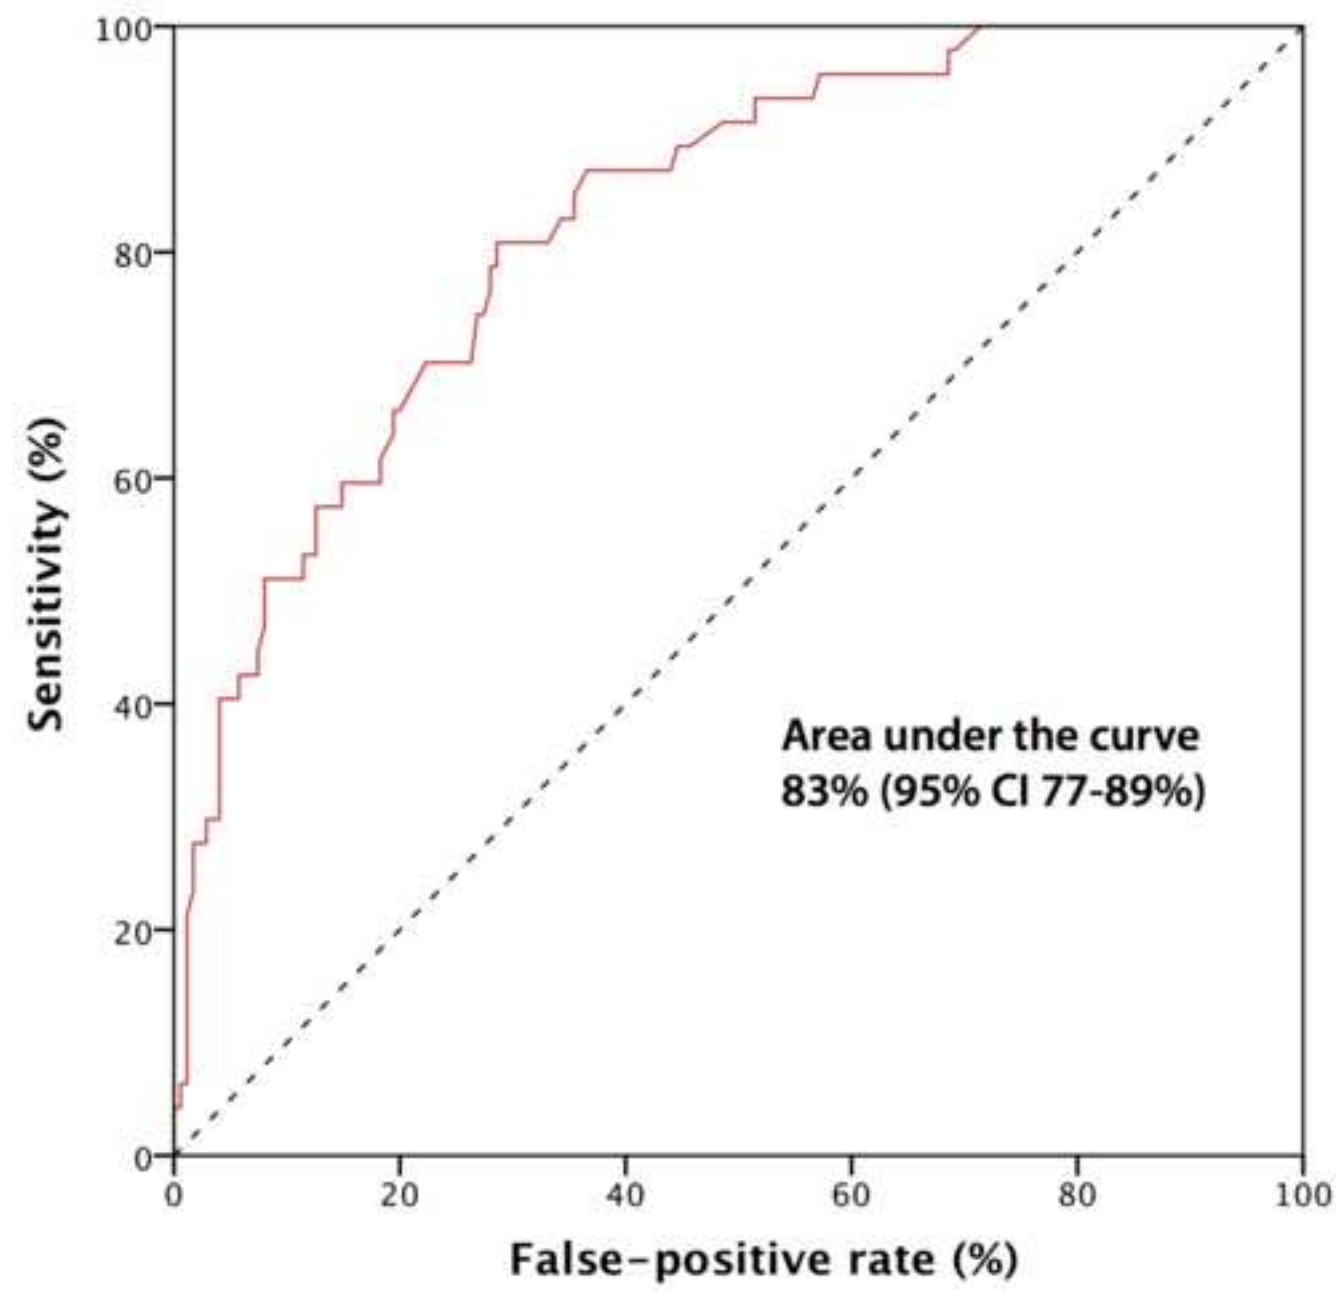 100
80
60
40
20
0
Sensitivity (%)
Area under the curve
83% (95% CI 77-89%)
0 20 40 60 80 100
False-positive rate (%)